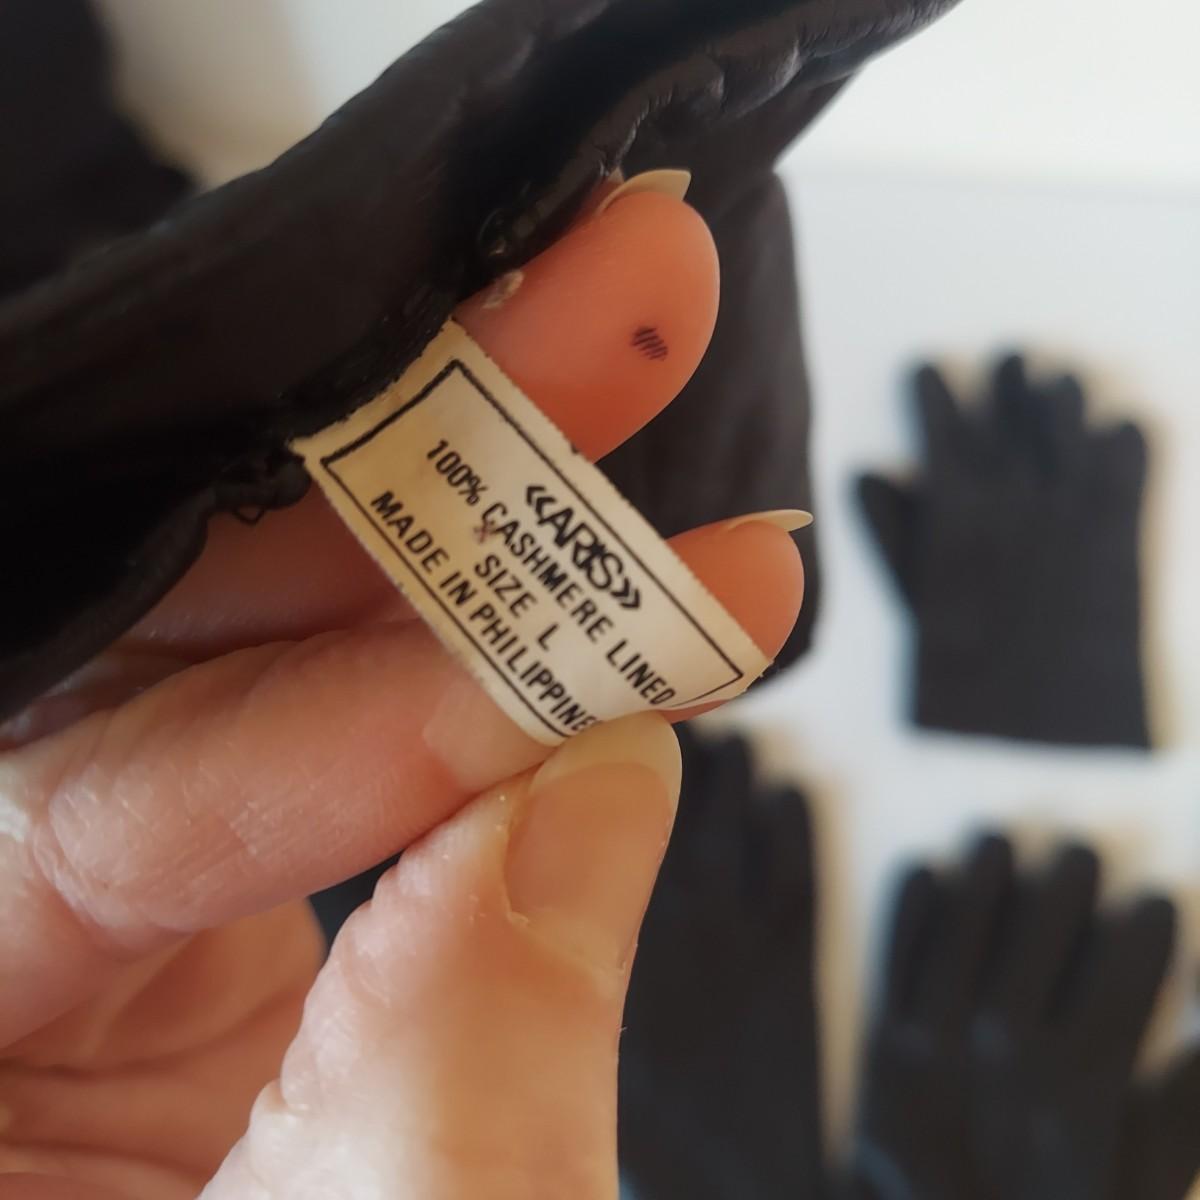 «ARIS»
100% CASHMERE LINED
SIZE L
MADE IN PHILIPPINES